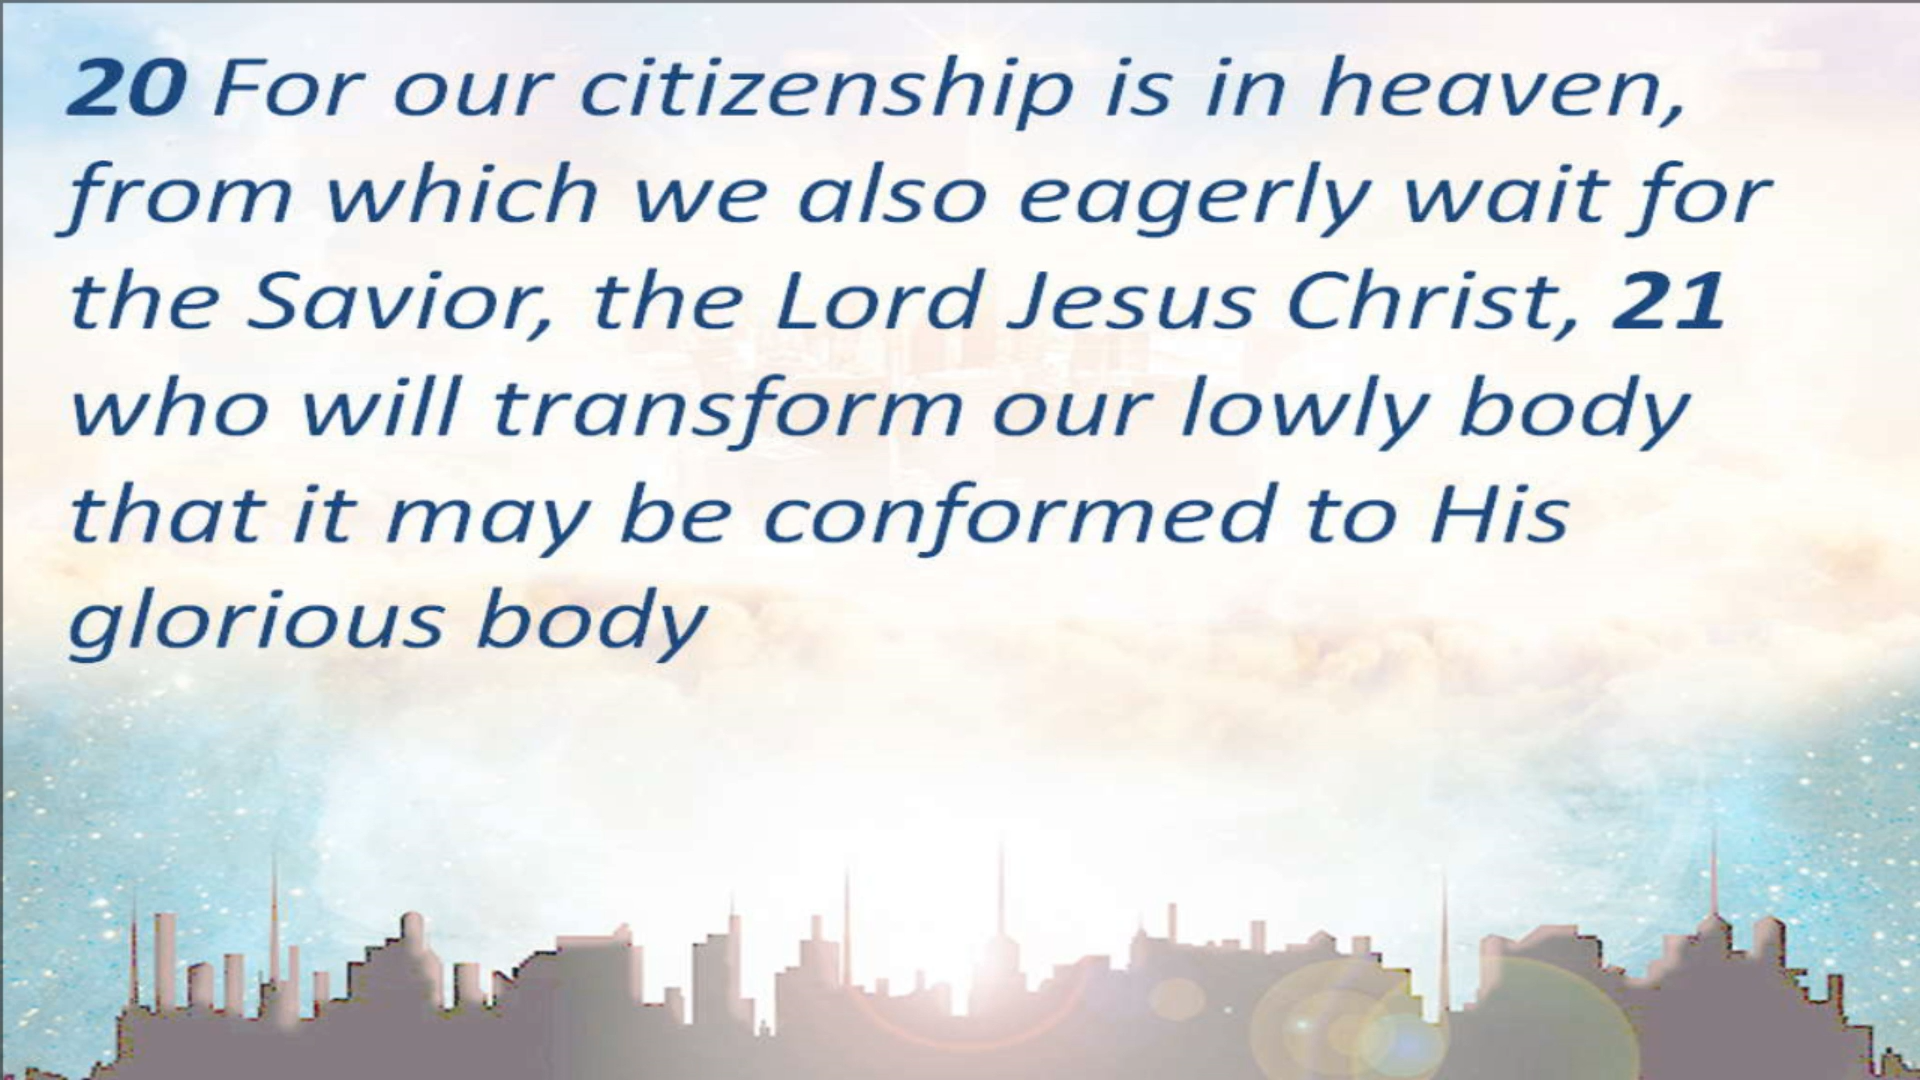 20 For our citizenship is in heaven,
from which we also eagerly wait for
the Savior, the Lord Jesus Christ, 21
who will transform our lowly body
that it may be conformed to His
glorious body